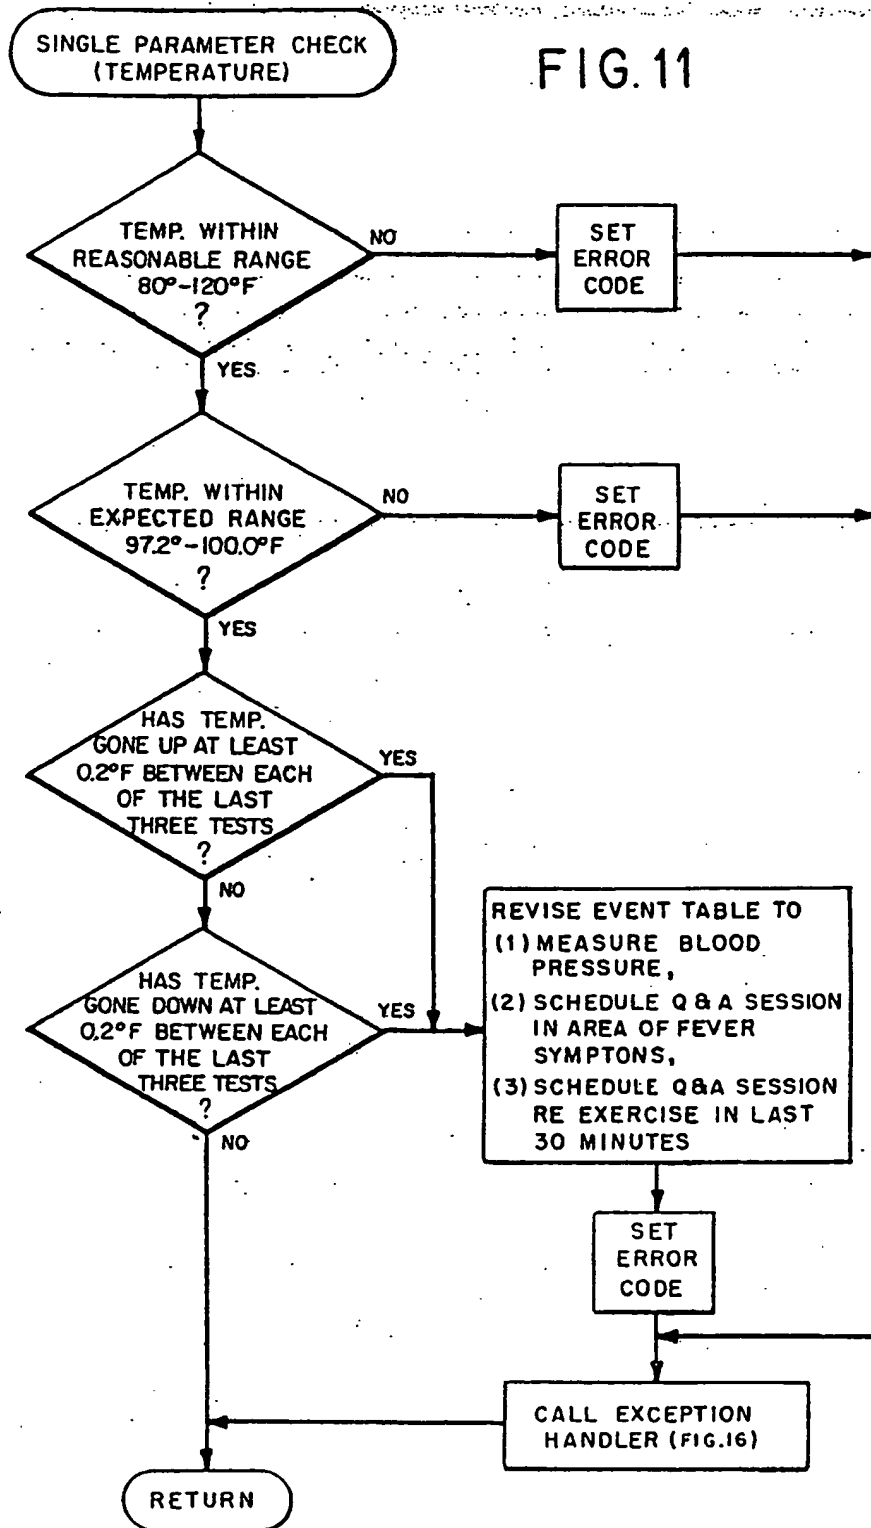 SINGLE PARAMETER CHECK
(TEMPERATURE)
FIG. 11
TEMP. WITHIN
REASONABLE RANGE
80°-120°F
?
NO
SET
ERROR
CODE
YES
TEMP. WITHIN
EXPECTED RANGE
97.2°-100.0°F
?
NO
SET
ERROR
CODE
YES
HAS TEMP.
GONE UP AT LEAST
0.2°F BETWEEN EACH
OF THE LAST
THREE TESTS
?
YES
NO
HAS TEMP.
GONE DOWN AT LEAST
0.2°F BETWEEN EACH
OF THE LAST
THREE TESTS
?
YES
NO
REVISE EVENT TABLE TO
(1) MEASURE BLOOD
PRESSURE,
(2) SCHEDULE Q & A SESSION
IN AREA OF FEVER
SYMPTONS,
(3) SCHEDULE Q&A SESSION
RE EXERCISE IN LAST
30 MINUTES
SET
ERROR
CODE
CALL EXCEPTION
HANDLER (FIG.16)
RETURN